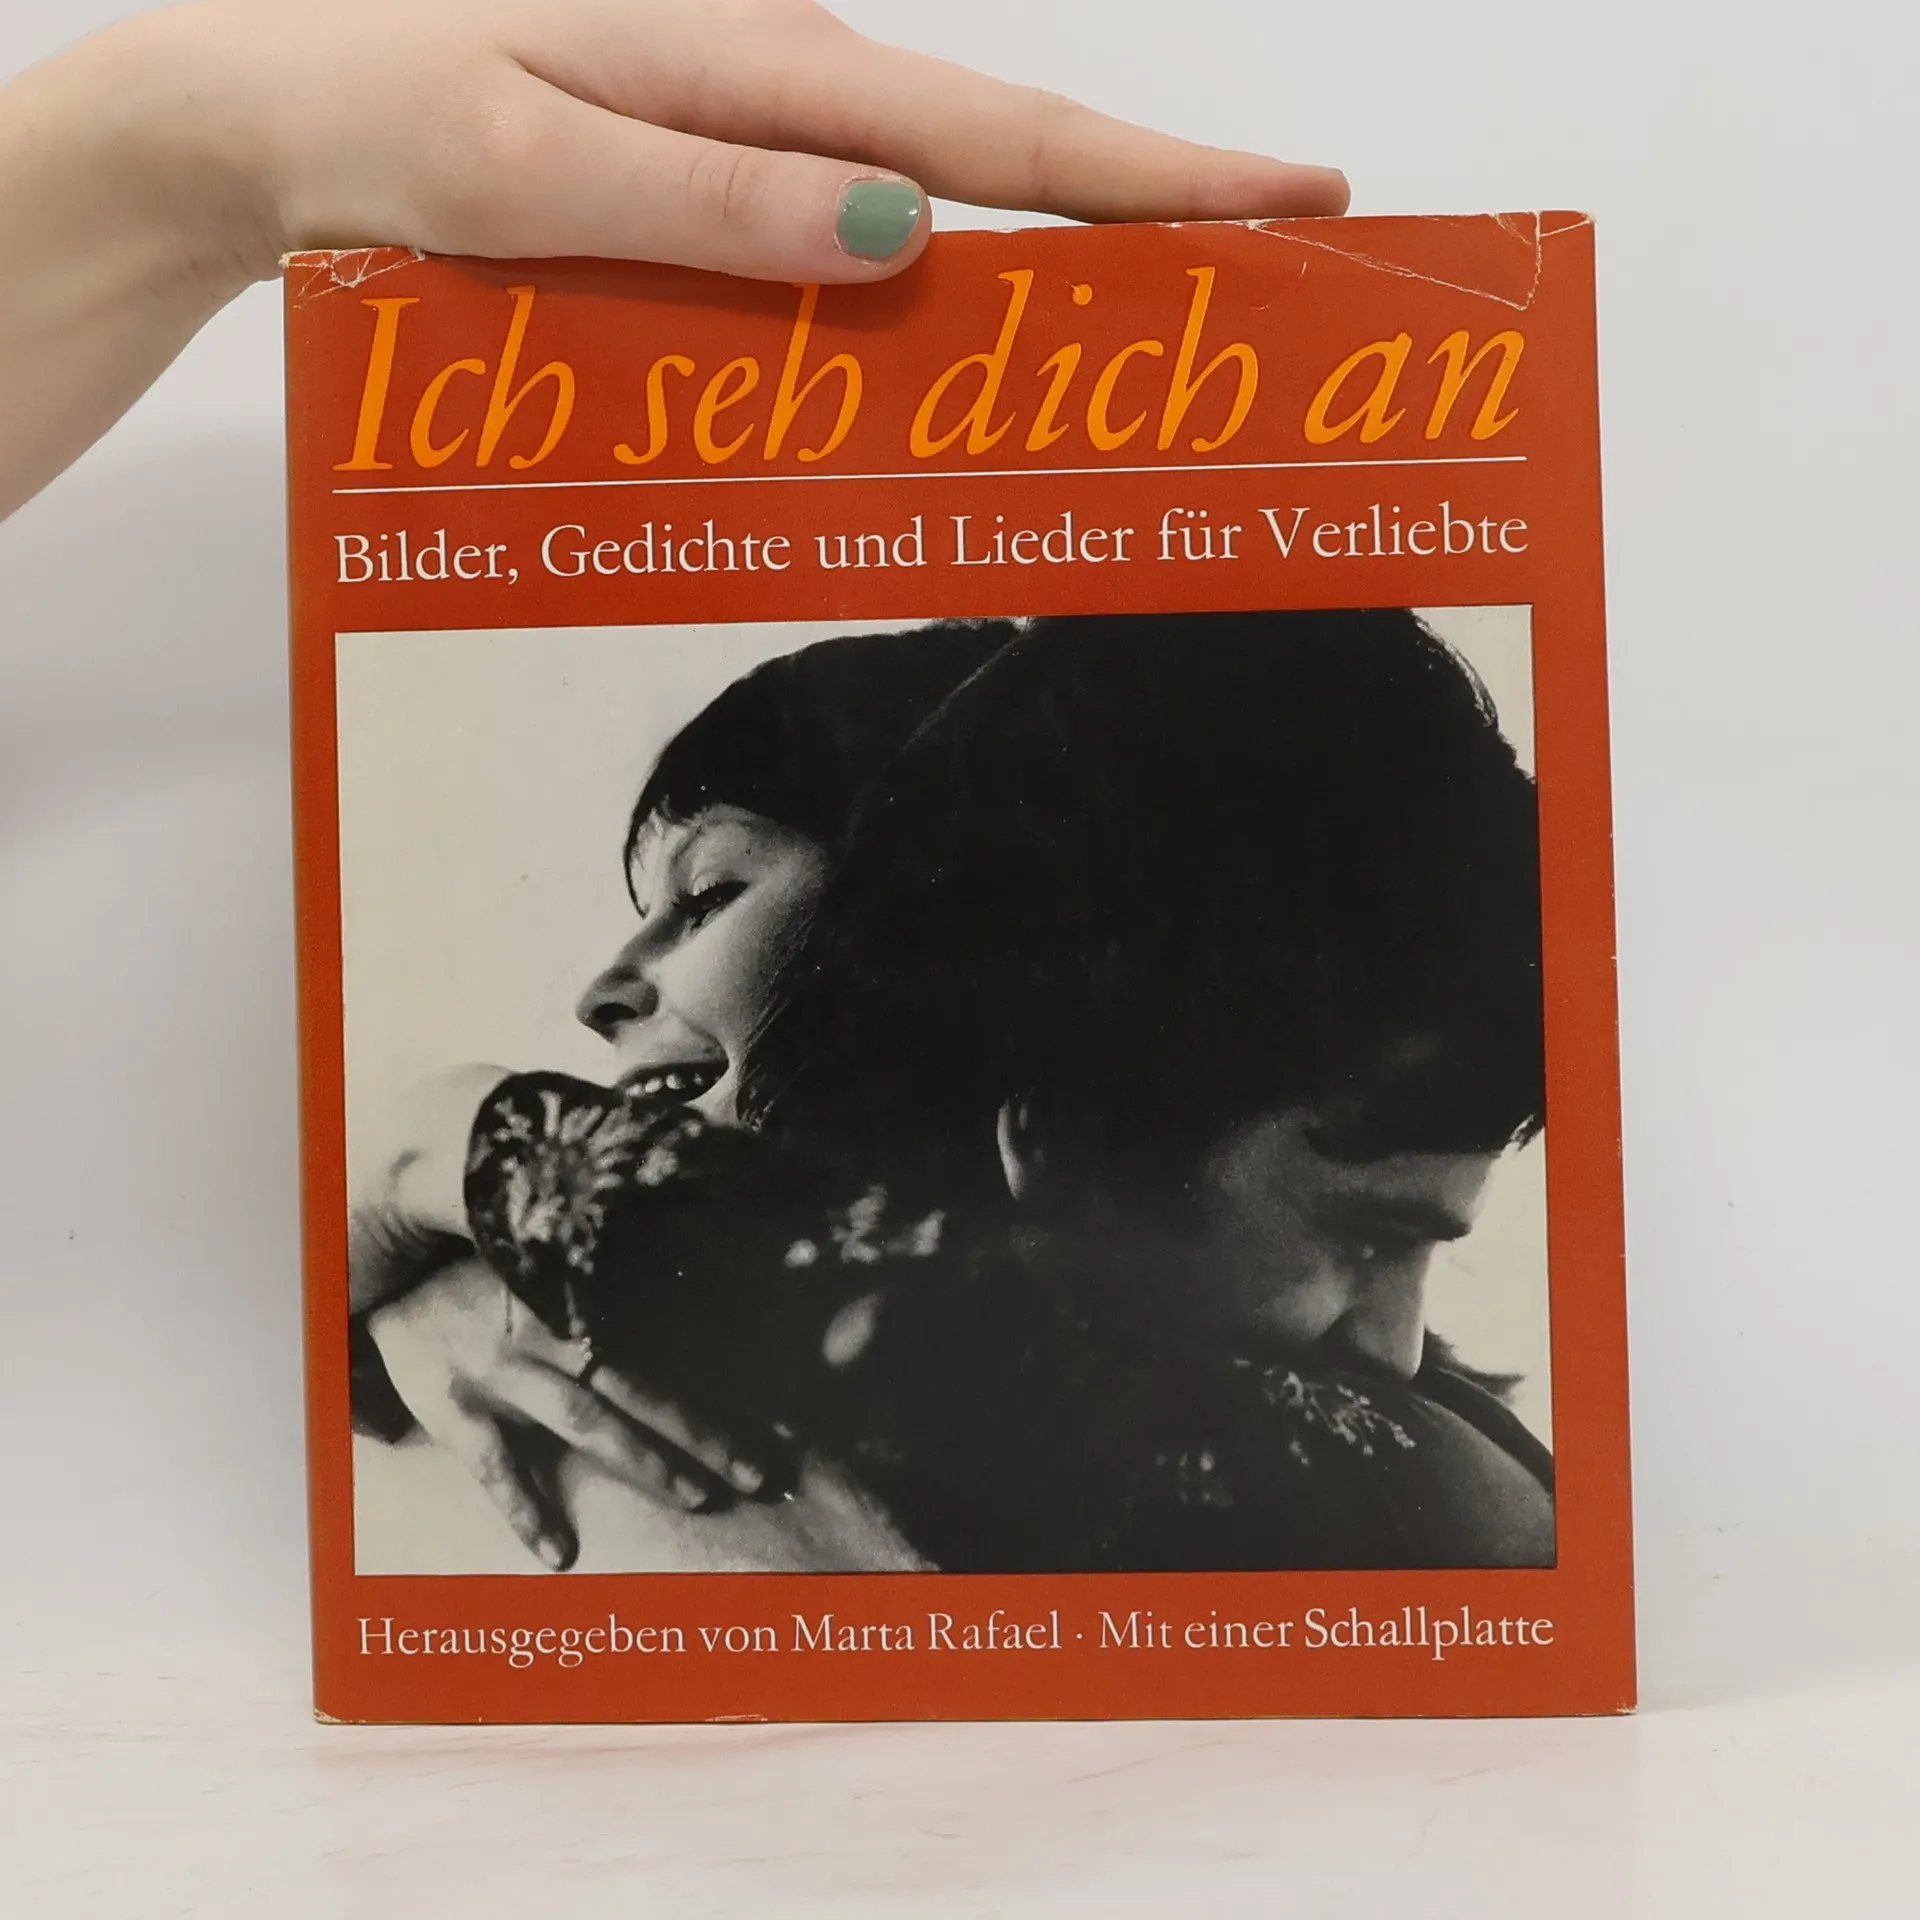 Ich seh dich an
Bilder, Gedichte und Lieder für Verliebte
Herausgegeben von Marta Rafael · Mit einer Schallplatte